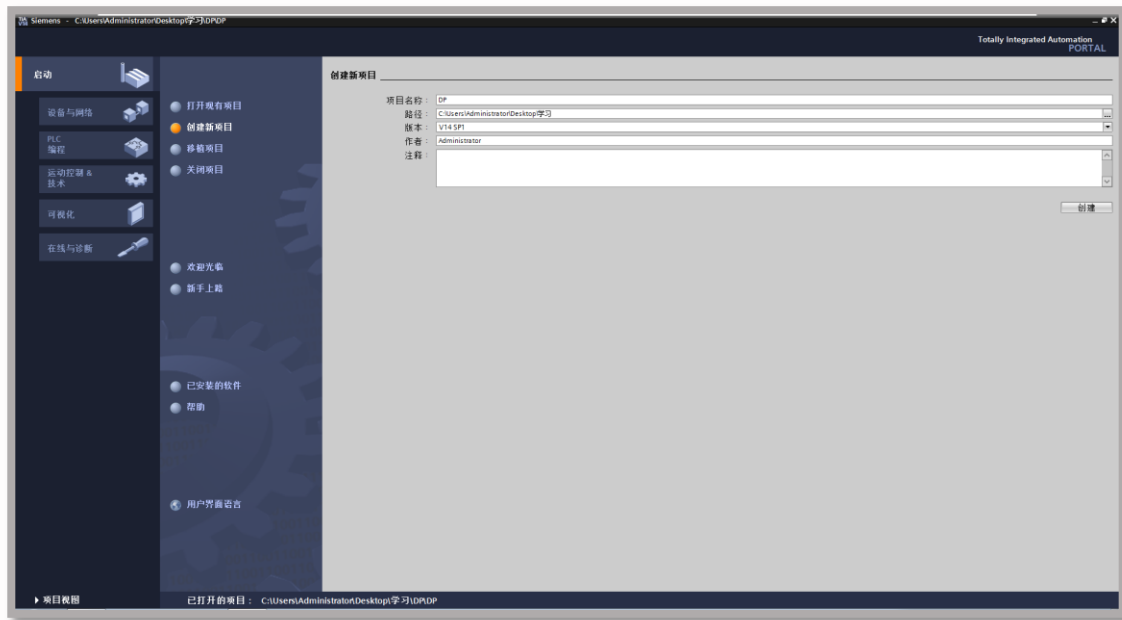 Siemens - C:\Users\Administrator\Desktop\学习\DP\DP
Totally Integrated Automation
PORTAL
启动
设备与网络
PLC
编程
运动控制 &
技术
可视化
在线与诊断
打开现有项目
创建新项目
移植项目
关闭项目
欢迎光临
新手上路
已安装的软件
帮助
用户界面语言
创建新项目
项目名称： DP
路径： C:\Users\Administrator\Desktop\学习
...
版本： V14 SP1
作者： Administrator
注释：
创建
项目视图
已打开的项目： C:\Users\Administrator\Desktop\学习\DP\DP